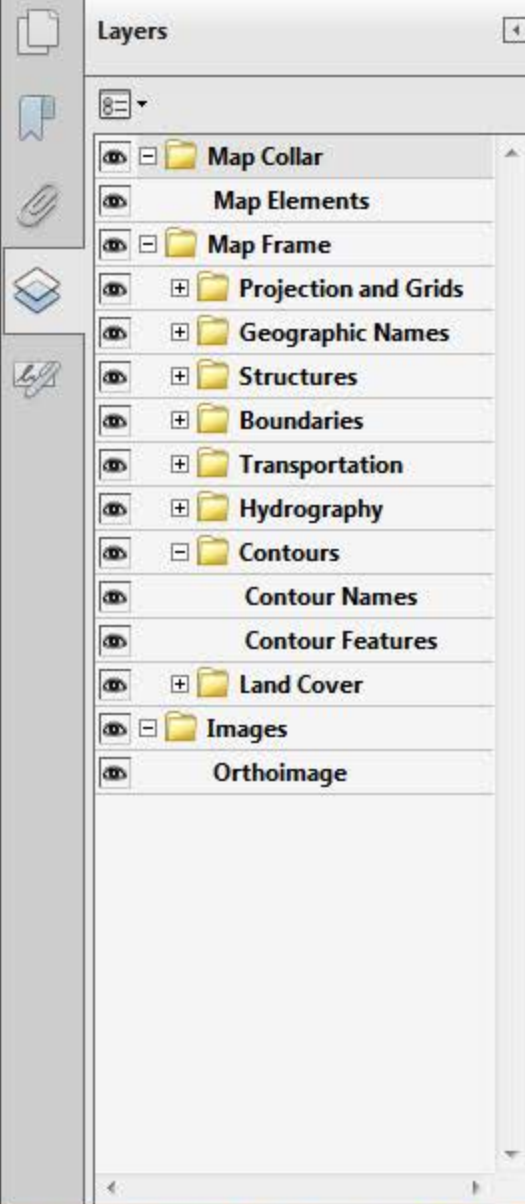 Layers
Map Collar
Map Elements
Map Frame
Projection and Grids
Geographic Names
Structures
Boundaries
Transportation
Hydrography
Contours
Contour Names
Contour Features
Land Cover
Images
Orthoimage